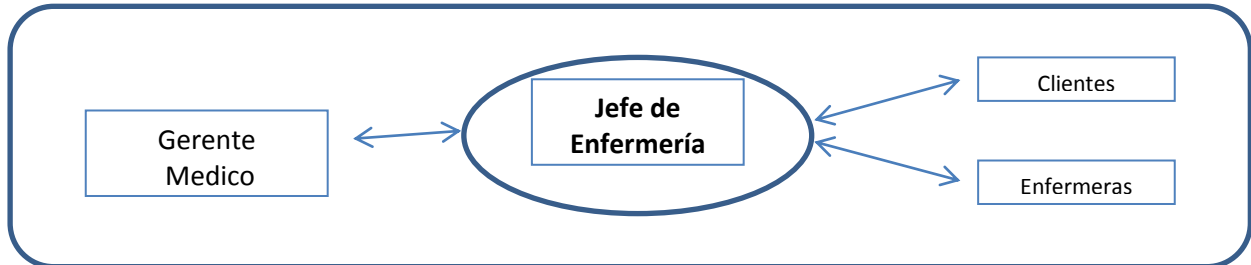 Gerente
Medico
Jefe de
Enfermería
Clientes
Enfermeras